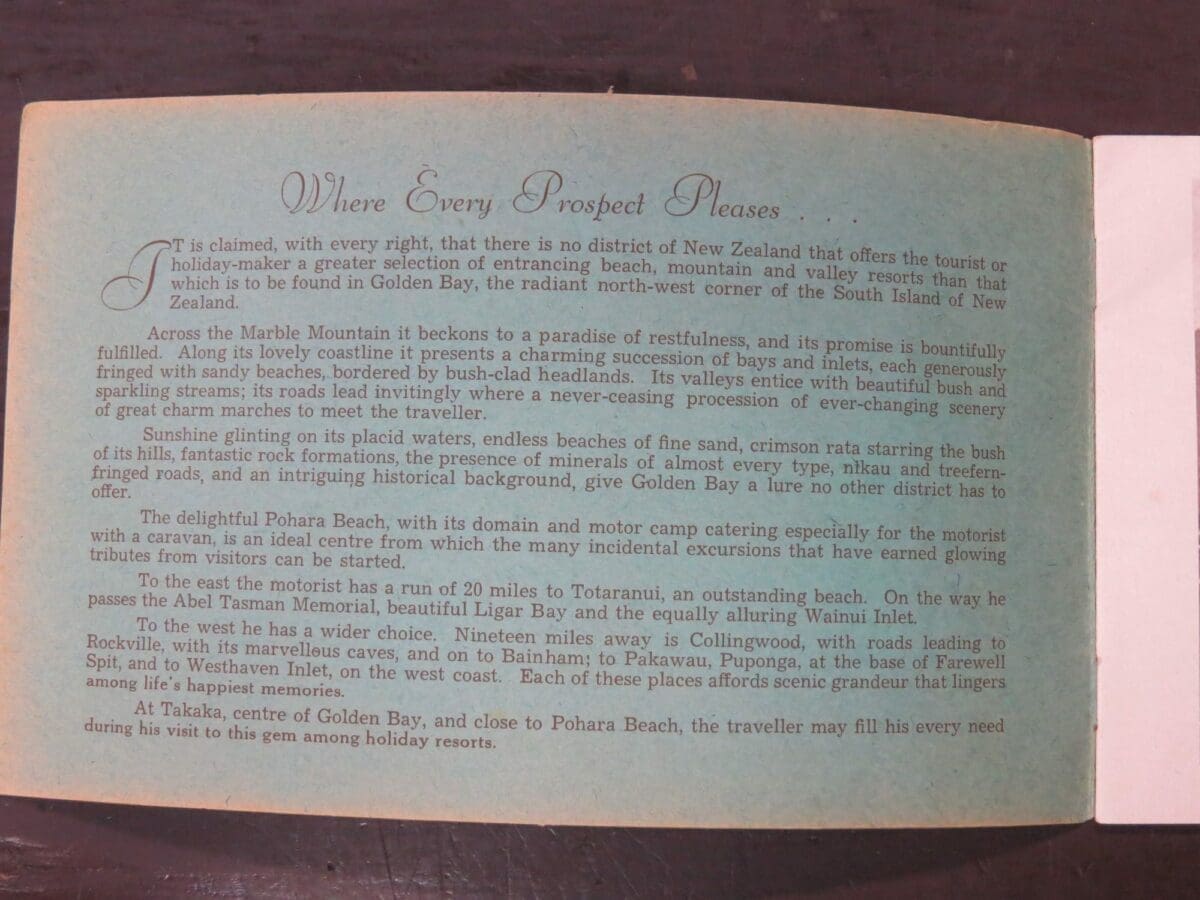 Where Every Prospect Pleases . . .
IT is claimed, with every right, that there is no district of New Zealand that offers the tourist or
holiday-maker a greater selection of entrancing beach, mountain and valley resorts than that
which is to be found in Golden Bay, the radiant north-west corner of the South Island of New
Zealand.
Across the Marble Mountain it beckons to a paradise of restfulness, and its promise is bountifully
fulfilled. Along its lovely coastline it presents a charming succession of bays and inlets, each generously
fringed with sandy beaches, bordered by bush-clad headlands. Its valleys entice with beautiful bush and
sparkling streams; its roads lead invitingly where a never-ceasing procession of ever-changing scenery
of great charm marches to meet the traveller.
Sunshine glinting on its placid waters, endless beaches of fine sand, crimson rata starring the bush
of its hills, fantastic rock formations, the presence of minerals of almost every type, nikau and treefern-
fringed roads, and an intriguing historical background, give Golden Bay a lure no other district has to
offer.
The delightful Pohara Beach, with its domain and motor camp catering especially for the motorist
with a caravan, is an ideal centre from which the many incidental excursions that have earned glowing
tributes from visitors can be started.
To the east the motorist has a run of 20 miles to Totaranui, an outstanding beach. On the way he
passes the Abel Tasman Memorial, beautiful Ligar Bay and the equally alluring Wainui Inlet.
To the west he has a wider choice. Nineteen miles away is Collingwood, with roads leading to
Rockville, with its marvellous caves, and on to Bainham; to Pakawau, Puponga, at the base of Farewell
Spit, and to Westhaven Inlet, on the west coast. Each of these places affords scenic grandeur that lingers
among life's happiest memories.
At Takaka, centre of Golden Bay, and close to Pohara Beach, the traveller may fill his every need
during his visit to this gem among holiday resorts.